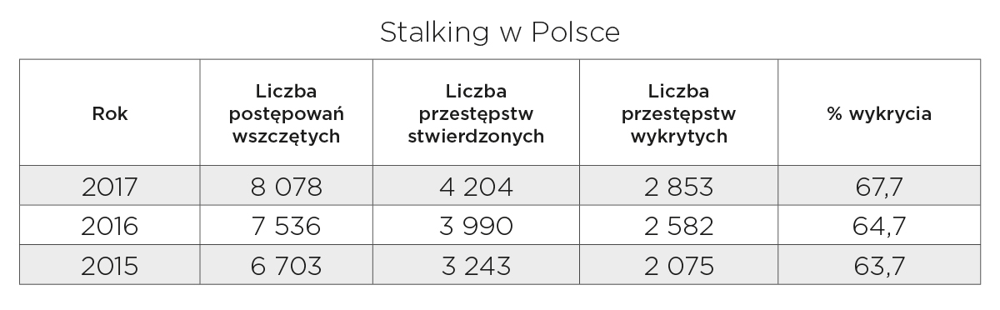 Stalking w Polsce
Rok
Liczba
postępowań
wszczętych
Liczba
przestępstw
stwierdzonych
Liczba
przestępstw
wykrytych
% wykrycia
2017 8 078 4 204 2 853 67,7
2016 7 536 3 990 2 582 64,7
2015 6 703 3 243 2 075 63,7